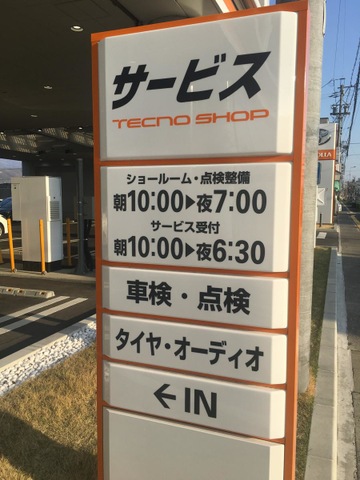 サービス
TECNO SHOP
ショールーム・点検整備
朝10:00▶夜7:00
サービス受付
朝10:00▶夜6:30
車検・点検
タイヤ・オーディオ
←IN